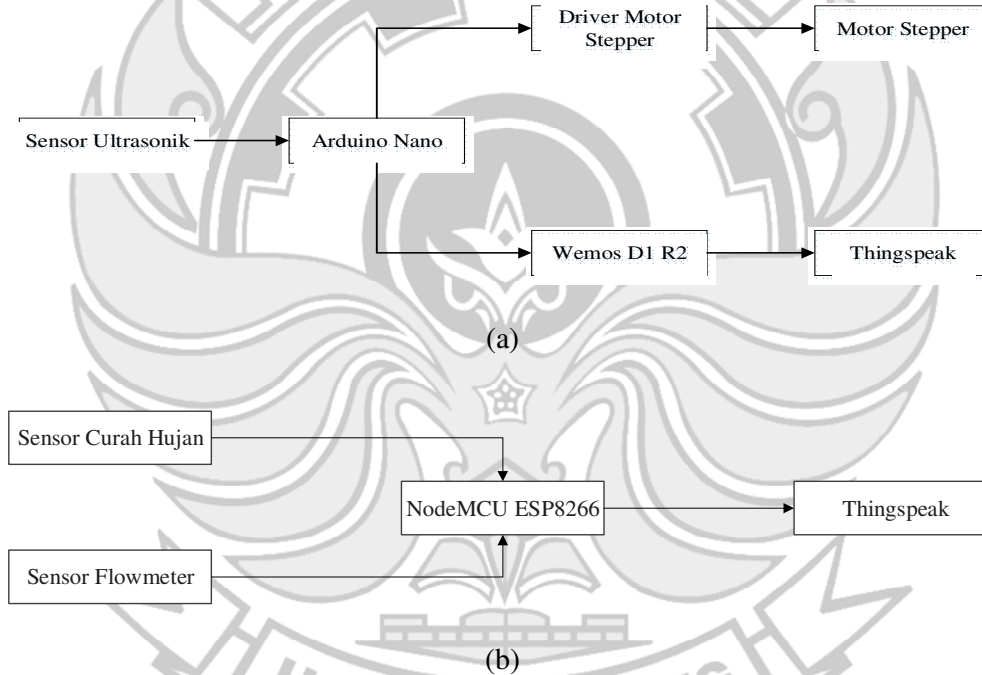 Driver Motor
Stepper
Motor Stepper
Sensor Ultrasonik
Arduino Nano
Wemos D1 R2
Thingspeak
(a)
Sensor Curah Hujan
NodeMCU ESP8266
Thingspeak
Sensor Flowmeter
(b)